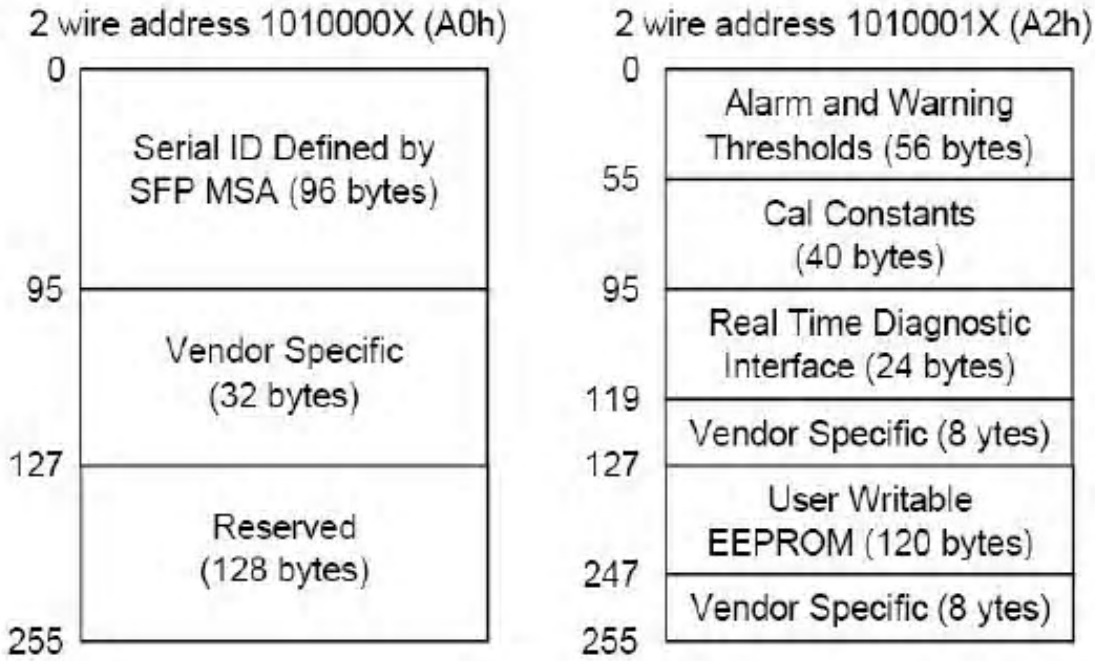 2 wire address 1010000X (A0h)
0
Serial ID Defined by
SFP MSA (96 bytes)
95
Vendor Specific
(32 bytes)
127
Reserved
(128 bytes)
255
2 wire address 1010001X (A2h)
0
Alarm and Warning
Thresholds (56 bytes)
55
Cal Constants
(40 bytes)
95
Real Time Diagnostic
Interface (24 bytes)
119
Vendor Specific (8 ytes)
127
User Writable
EEPROM (120 bytes)
247
Vendor Specific (8 ytes)
255